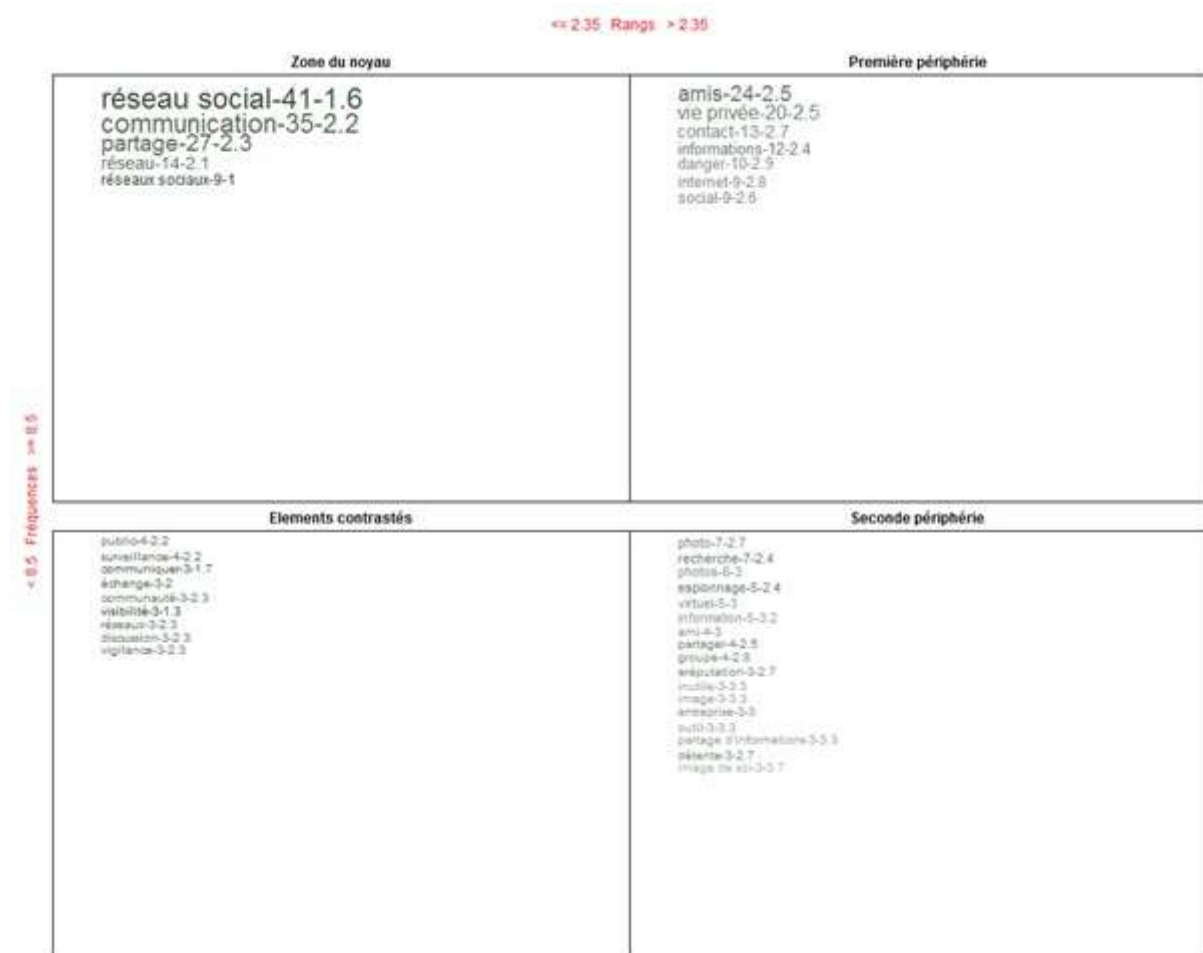 <= 2.35 Rangs > 2.35
Zone du noyau
réseau social-41-1.6
communication-35-2.2
partage-27-2.3
réseau-14-2.1
réseaux sociaux-9-1
Première périphérie
amis-24-2.5
vie privée-20-2.5
contact-13-2.7
informations-12-2.4
danger-10-2.9
internet-9-2.8
social-9-2.6
< 8.5 Fréquences >= 8.5
Elements contrastés
public-4-2.2
surveillance-4-2.2
communiquer-3-1.7
échange-3-2
communauté-3-2.3
visibilité-3-1.3
réseaux-3-2.3
discussion-3-2.3
vigilance-3-2.3
Seconde périphérie
photo-7-2.7
recherche-7-2.4
photos-6-3
espionnage-5-2.4
virtuel-5-3
information-5-3.2
ami-4-3
partager-4-2.5
groupe-4-2.8
eréputation-3-2.7
inutile-3-3.3
image-3-3.3
entreprise-3-3
outil-3-3.3
partage d'informations-3-3.3
détente-3-2.7
image de soi-3-3.7